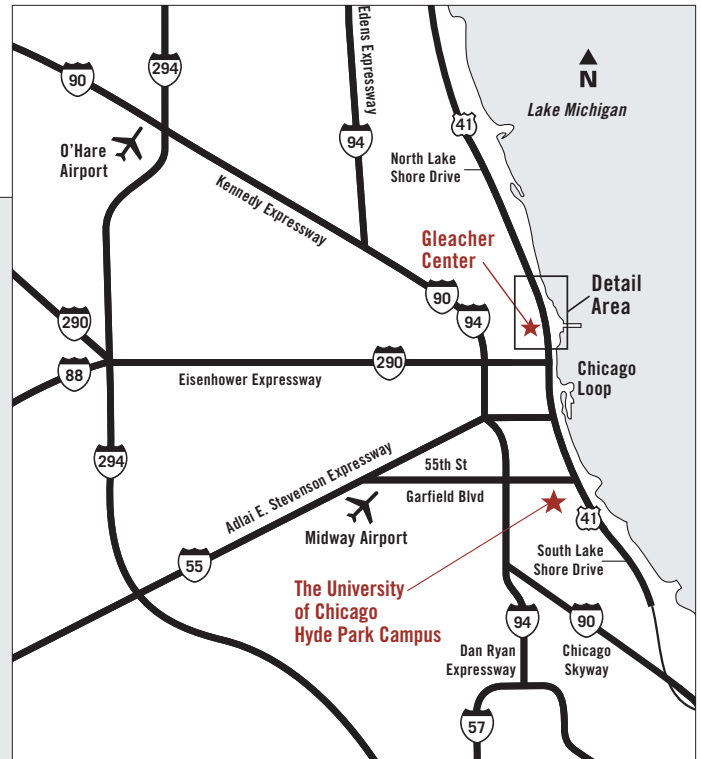 294
90
Edens Expressway
N
Lake Michigan
41
94
O'Hare
Airport
North Lake
Shore Drive
Kennedy Expressway
Gleacher
Center
Detail
Area
90
94
290
88
290
Eisenhower Expressway
Chicago
Loop
294
Adlai E. Stevenson Expressway
55th St
Garfield Blvd
Midway Airport
41
South Lake
Shore Drive
55
The University
of Chicago
Hyde Park Campus
94
90
Dan Ryan
Expressway
Chicago
Skyway
57